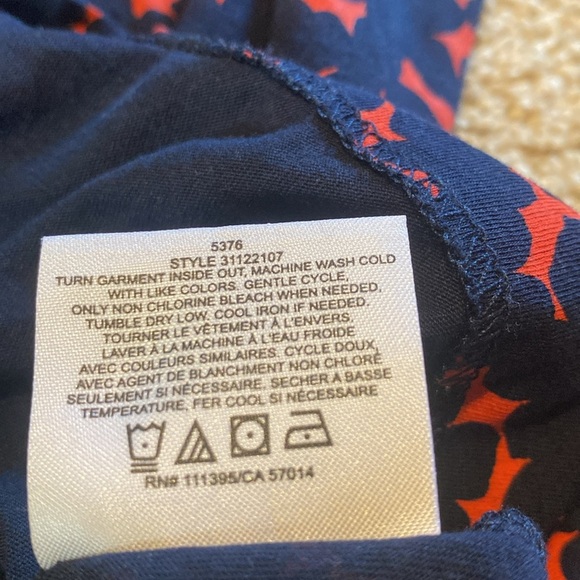 5376
STYLE 31122107
TURN GARMENT INSIDE OUT, MACHINE WASH COLD
WITH LIKE COLORS. GENTLE CYCLE,
ONLY NON CHLORINE BLEACH WHEN NEEDED.
TUMBLE DRY LOW. COOL IRON IF NEEDED.
TOURNER LE VÊTEMENT À L'ENVERS.
LAVER À LA MACHINE À L'EAU FROIDE
AVEC COULEURS SIMILAIRES. CYCLE DOUX.
AVEC AGENT DE BLANCHMENT NON CHLORÉ
SEULEMENT SI NÉCESSAIRE. SECHER A BASSE
TEMPERATURE, FER COOL SI NÉCESSAIRE.
RN# 111395/CA 57014